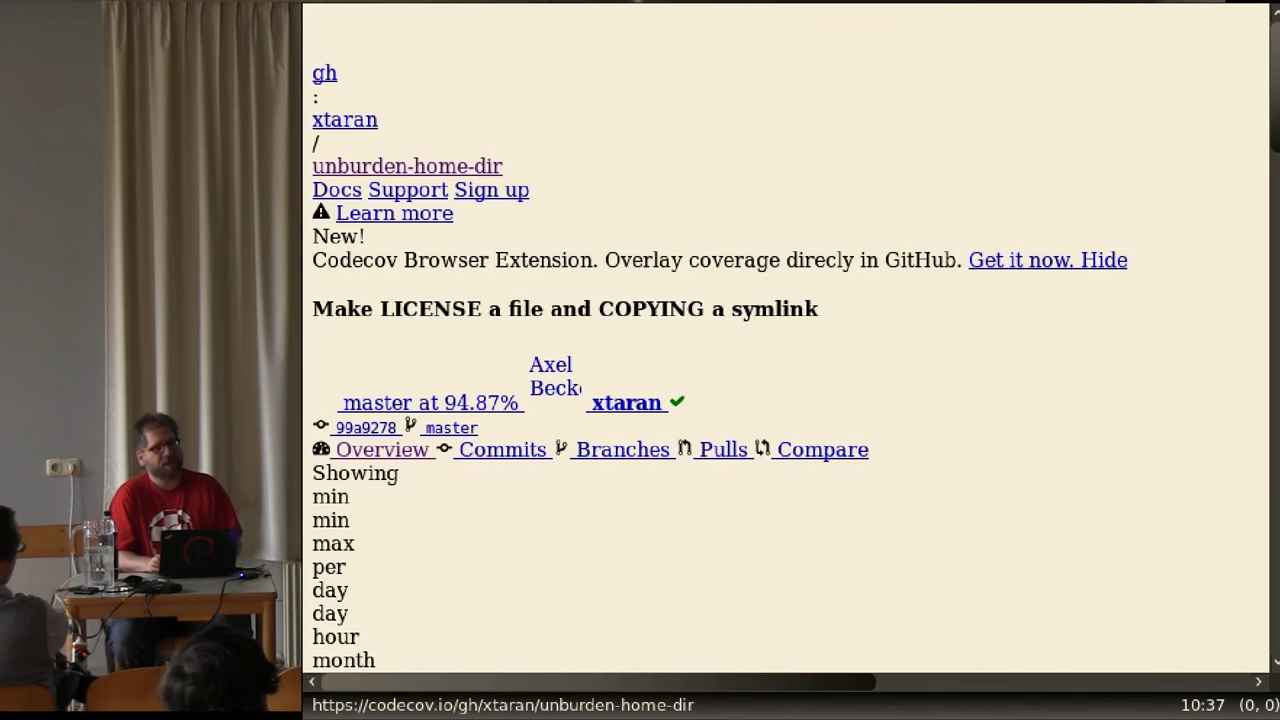 gh
:
xtaran
/
unburden-home-dir
Docs Support Sign up
Learn more
New!
Codecov Browser Extension. Overlay coverage direcly in GitHub. Get it now. Hide
Make LICENSE a file and COPYING a symlink
Axel
master at 94.87% xtaran
99a9278 master
Overview Commits Branches Pulls Compare
Showing
min
min
max
per
day
day
hour
month
https://codecov.io/gh/xtaran/unburden-home-dir 10:37 (0, 0)